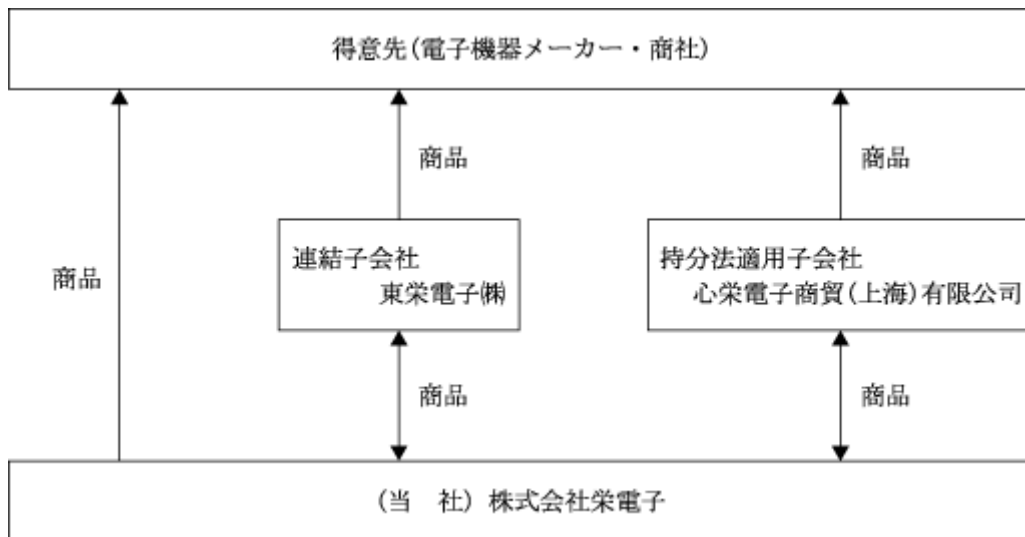 得意先(電子機器メーカー・商社)
商品
商品
連結子会社
東栄電子㈱
持分法適用子会社
心栄電子商貿(上海)有限公司
商品
商品
商品
(当　社) 株式会社栄電子